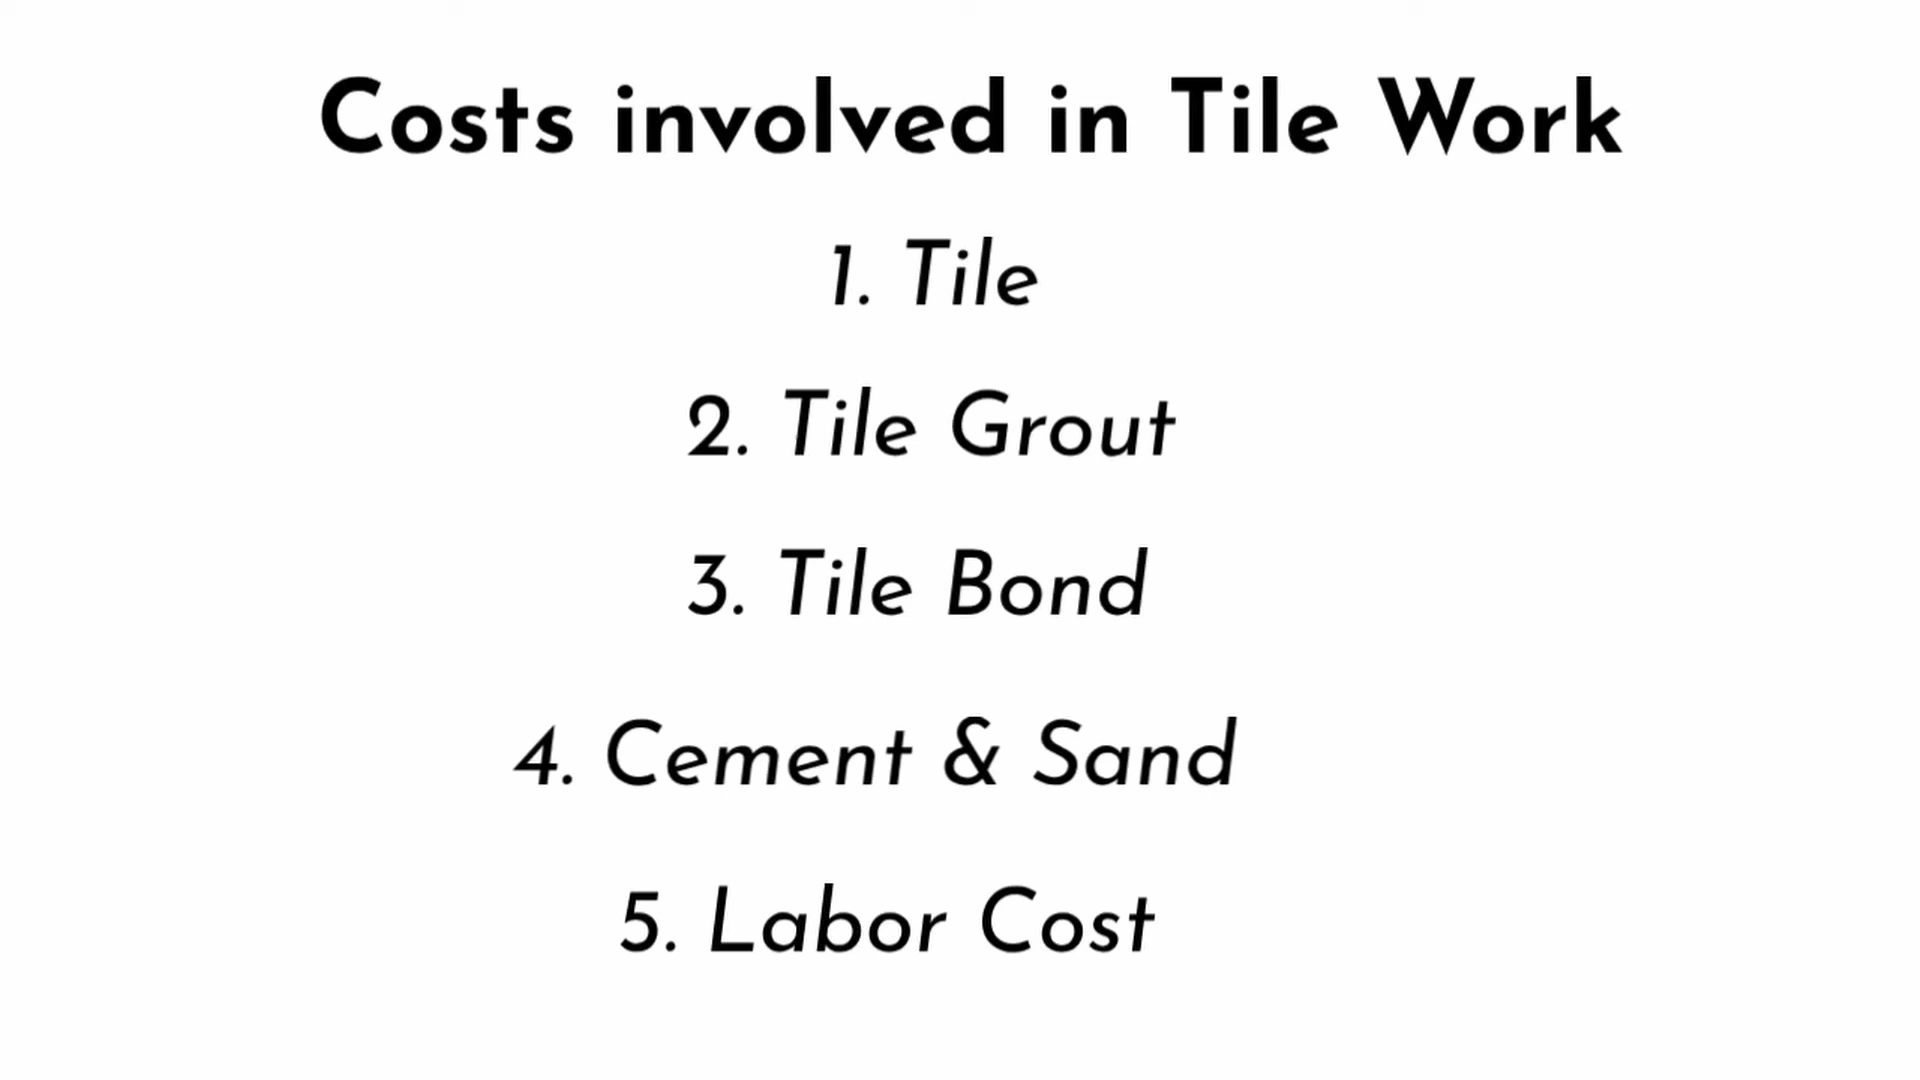 Costs involved in Tile Work
1. Tile
2. Tile Grout
3. Tile Bond
4. Cement & Sand
5. Labor Cost